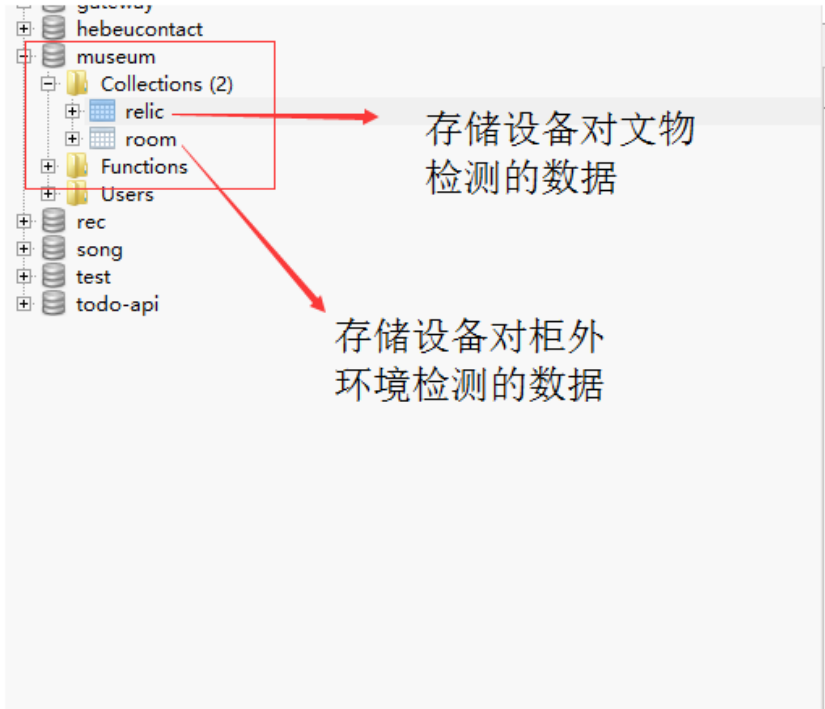 gateway
hebeucontact
museum
Collections (2)
relic
room
Functions
Users
rec
song
test
todo-api
存储设备对文物
检测的数据
存储设备对柜外
环境检测的数据